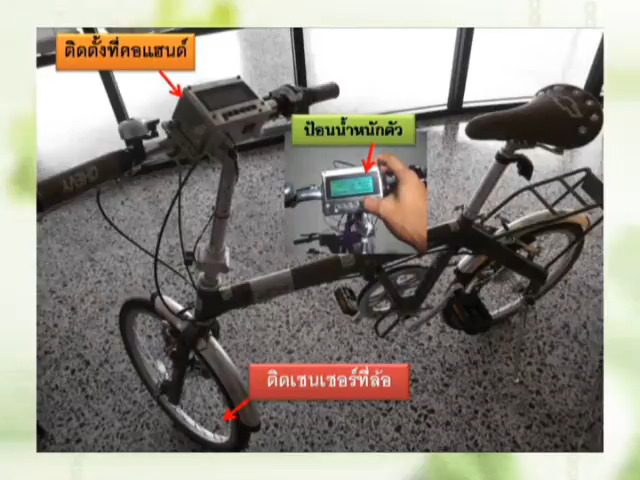 ติดตั้งที่คอแฮนด์
ป้อนน้ำหนักตัว
ติดเซนเซอร์ที่ล้อ